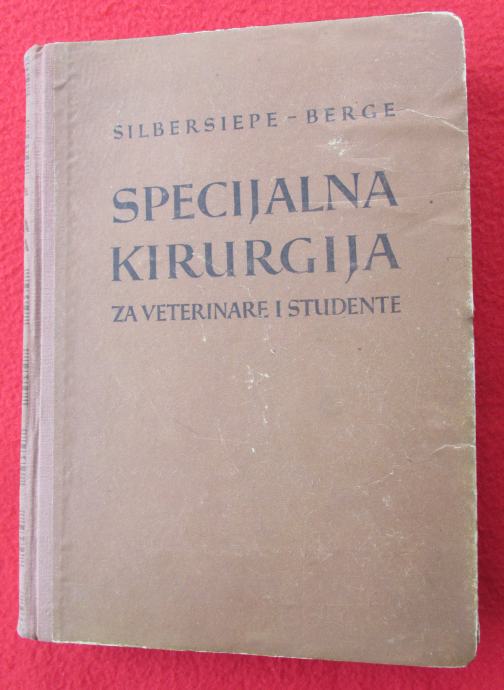 SILBERSIEPE – BERGE
SPECIJALNA
KIRURGIJA
ZA VETERINARE I STUDENTE